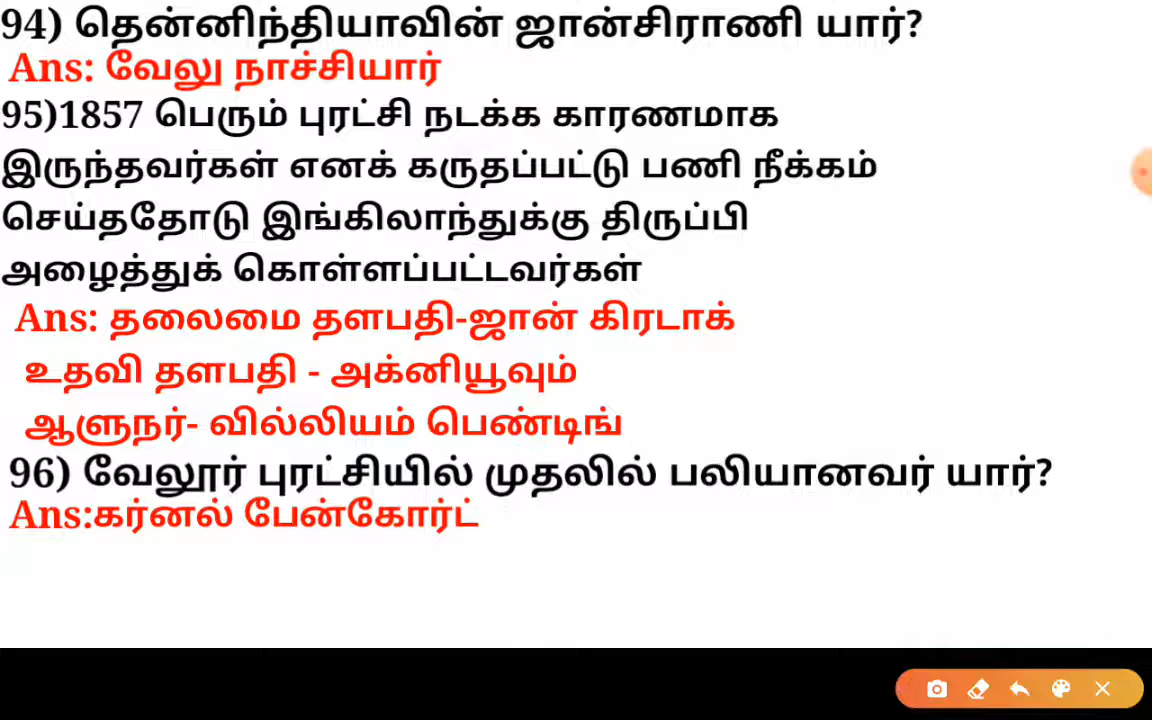 94) தென்னிந்தியாவின் ஜான்சிராணி யார்?
Ans: வேலு நாச்சியார்
95)1857 பெரும் புரட்சி நடக்க காரணமாக
இருந்தவர்கள் எனக் கருதப்பட்டு பணி நீக்கம்
செய்ததோடு இங்கிலாந்துக்கு திருப்பி
அழைத்துக் கொள்ளப்பட்டவர்கள்
Ans: தலைமை தளபதி-ஜான் கிரடாக்
உதவி தளபதி - அக்னியூவும்
ஆளுநர்- வில்லியம் பெண்டிங்
96) வேலூர் புரட்சியில் முதலில் பலியானவர் யார்?
Ans:கர்னல் பேன்கோர்ட்